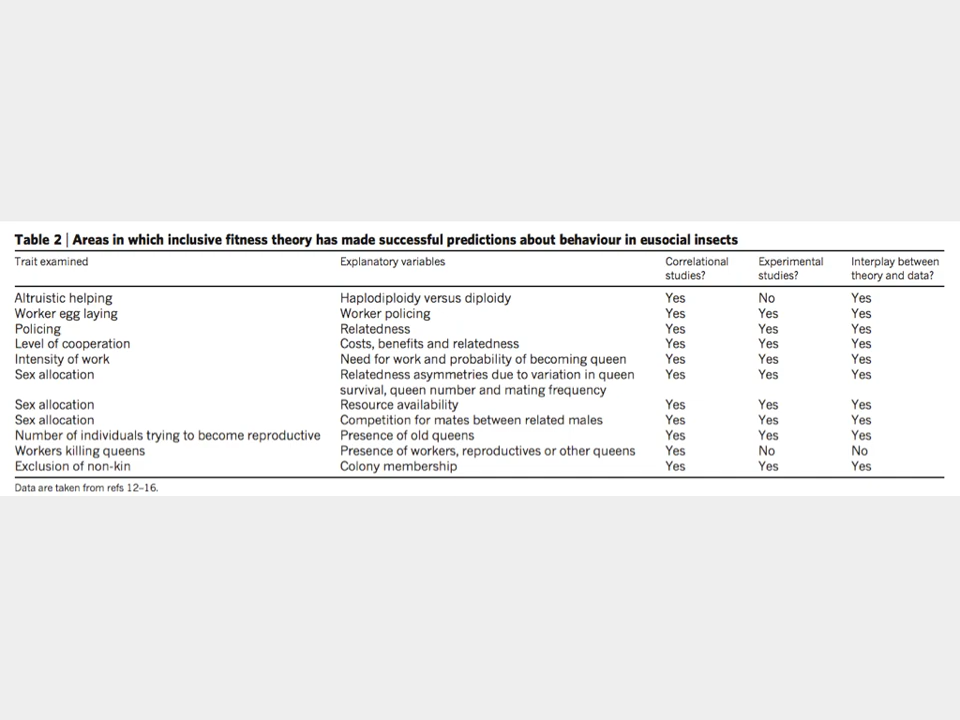 Table 2 | Areas in which inclusive fitness theory has made successful predictions about behaviour in eusocial insects
Trait examined Explanatory variables Correlational studies? Experimental studies? Interplay between theory and data?
Altruistic helping Haplodiploidy versus diploidy Yes No Yes
Worker egg laying Worker policing Yes Yes Yes
Policing Relatedness Yes Yes Yes
Level of cooperation Costs, benefits and relatedness Yes Yes Yes
Intensity of work Need for work and probability of becoming queen Yes Yes Yes
Sex allocation Relatedness asymmetries due to variation in queen Yes Yes Yes
survival, queen number and mating frequency
Sex allocation Resource availability Yes Yes Yes
Sex allocation Competition for mates between related males Yes Yes Yes
Number of individuals trying to become reproductive Presence of old queens Yes Yes Yes
Workers killing queens Presence of workers, reproductives or other queens Yes No No
Exclusion of non-kin Colony membership Yes Yes Yes
Data are taken from refs 12–16.